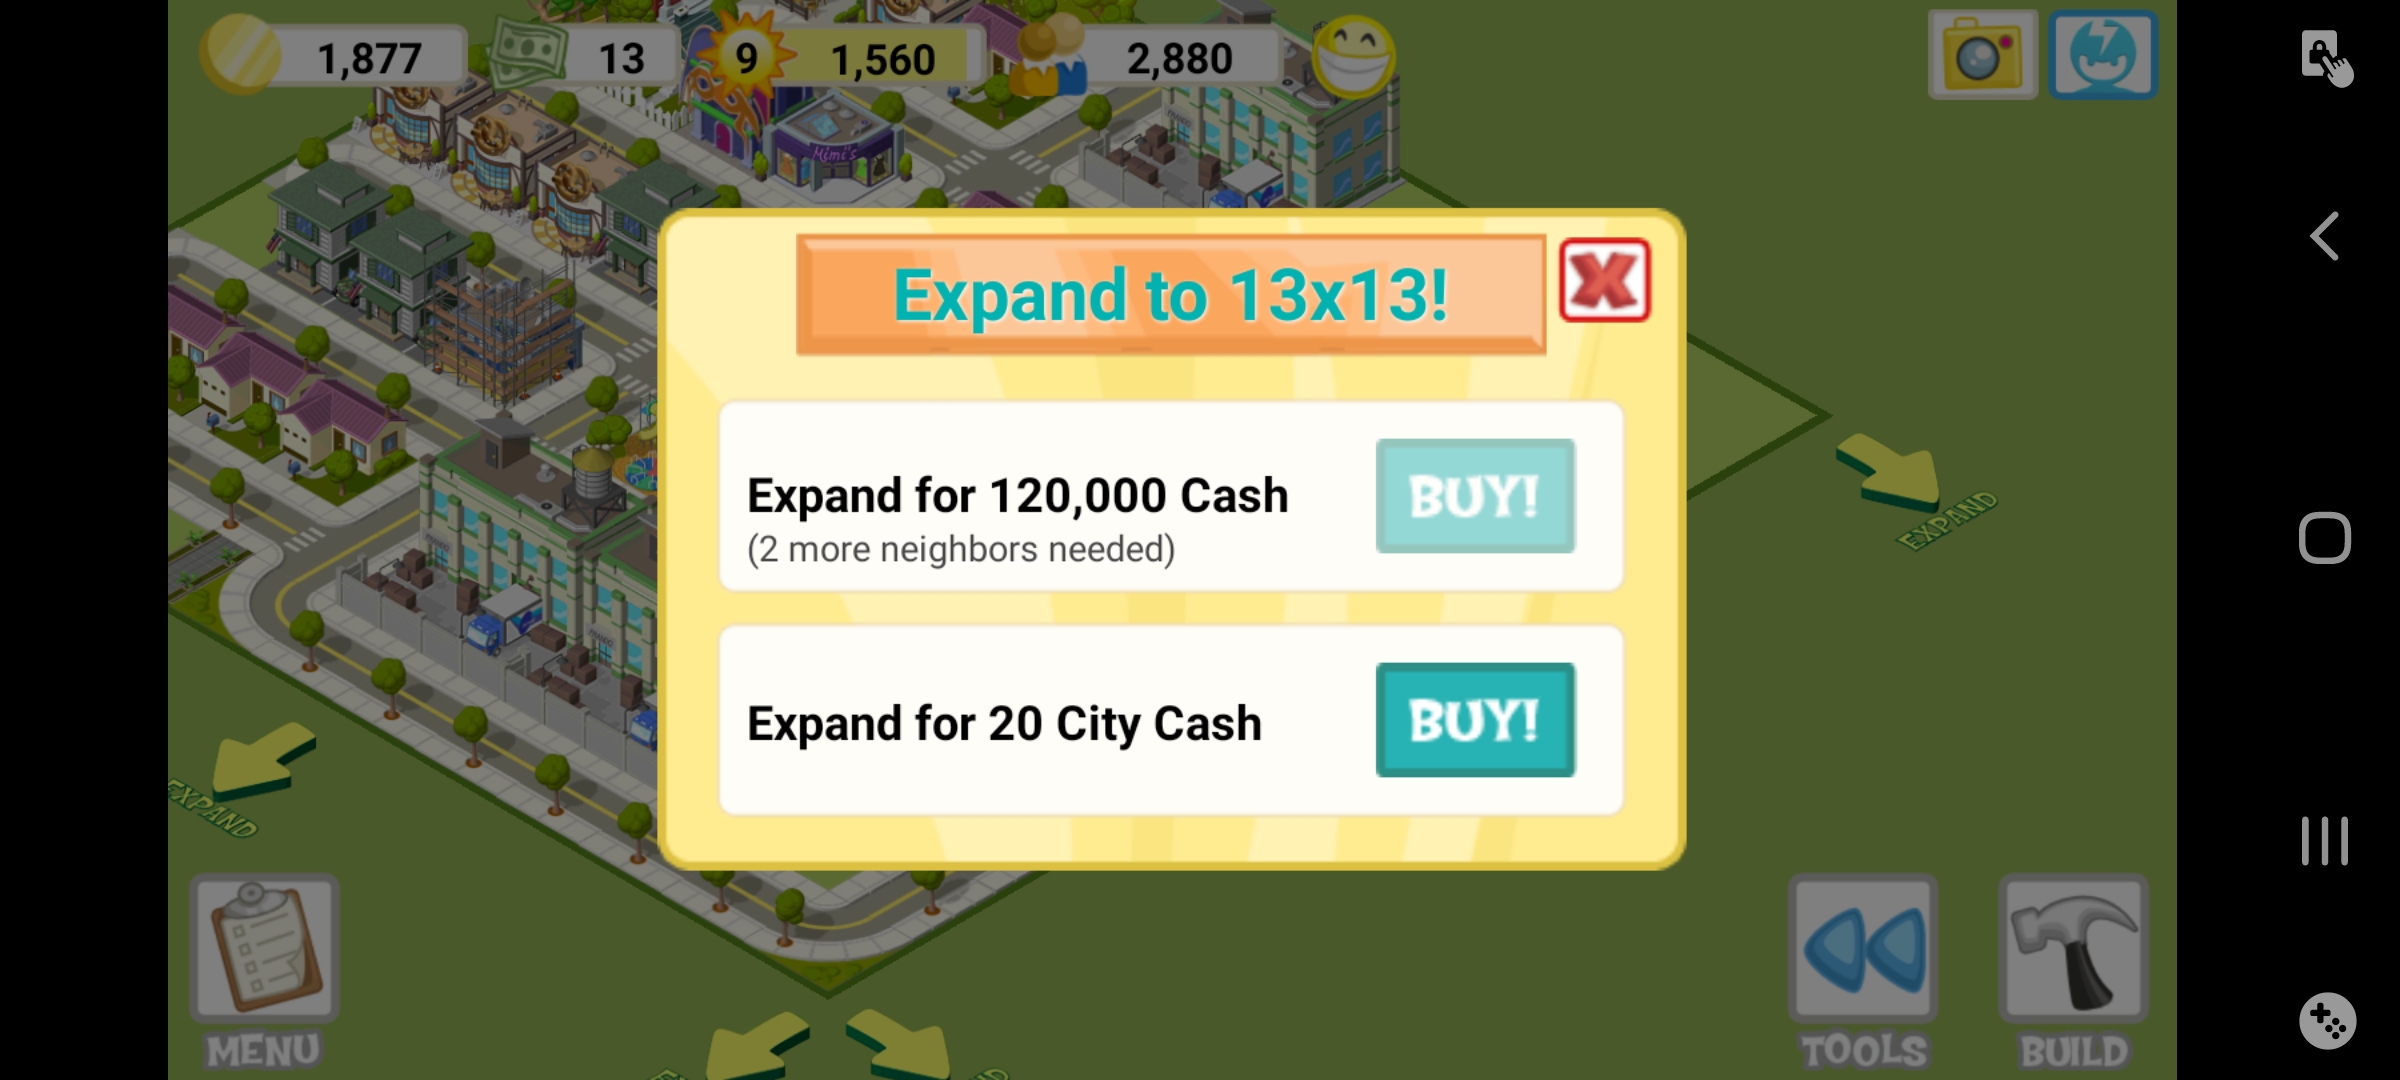 1,877
13
9
1,560
2,880
Mimi's
Expand to 13x13!
X
Expand for 120,000 Cash
(2 more neighbors needed)
BUY!
Expand for 20 City Cash
BUY!
EXPAND
EXPAND
MENU
TOOLS
BUILD